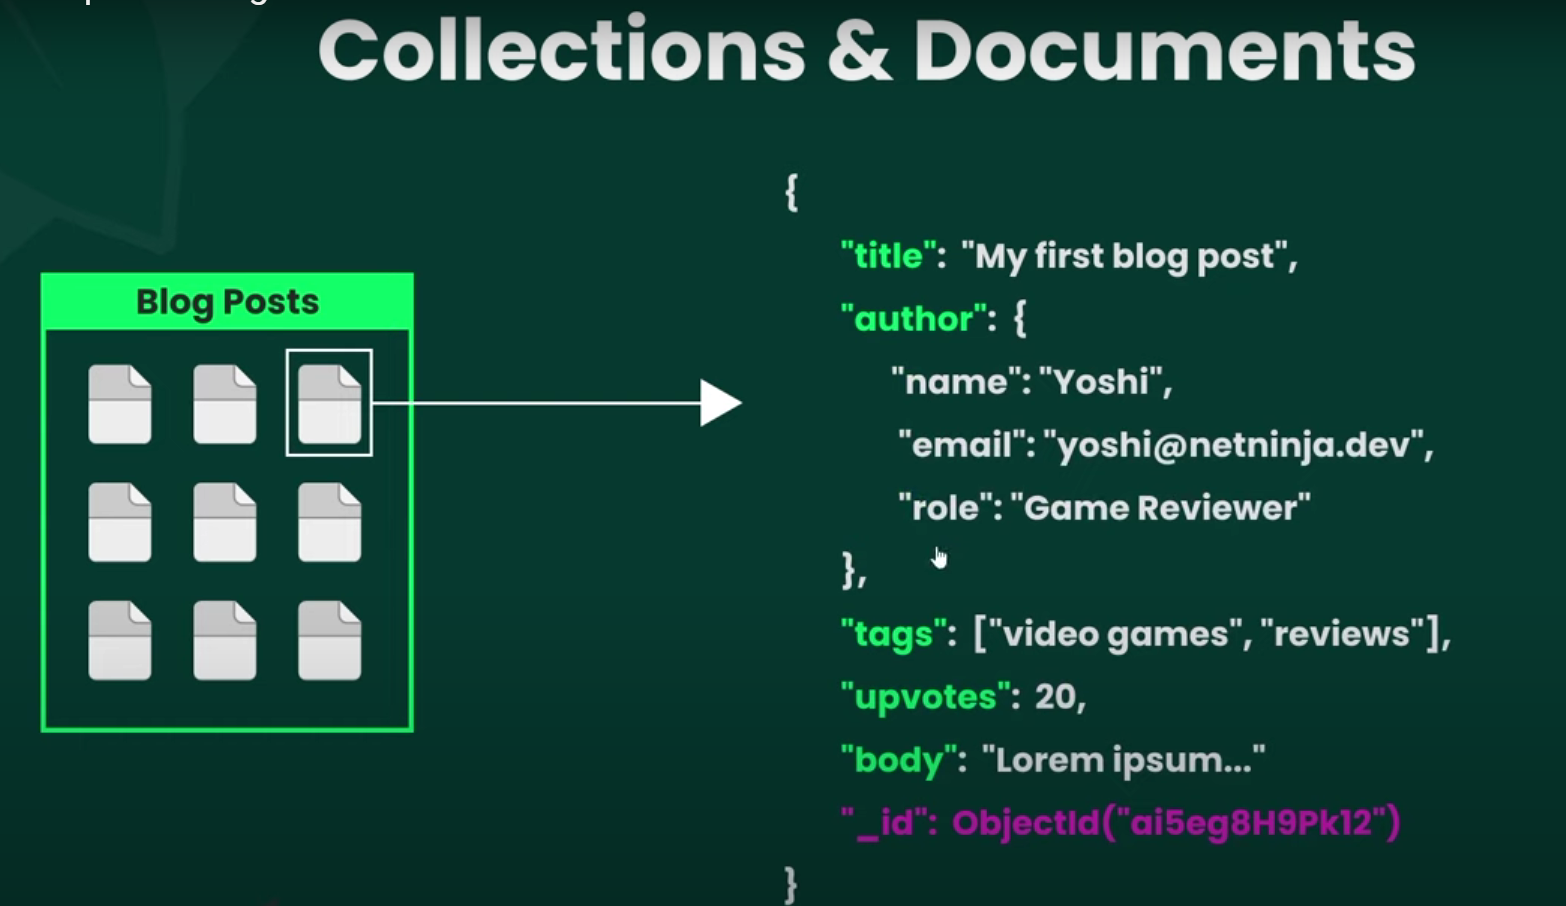 Collections & Documents
Blog Posts
{
"title": "My first blog post",
"author": {
"name": "Yoshi",
"email": "yoshi@netninja.dev",
"role": "Game Reviewer"
},
"tags": ["video games", "reviews"],
"upvotes": 20,
"body": "Lorem ipsum..."
"_id": ObjectId("ai5eg8H9Pk12")
}